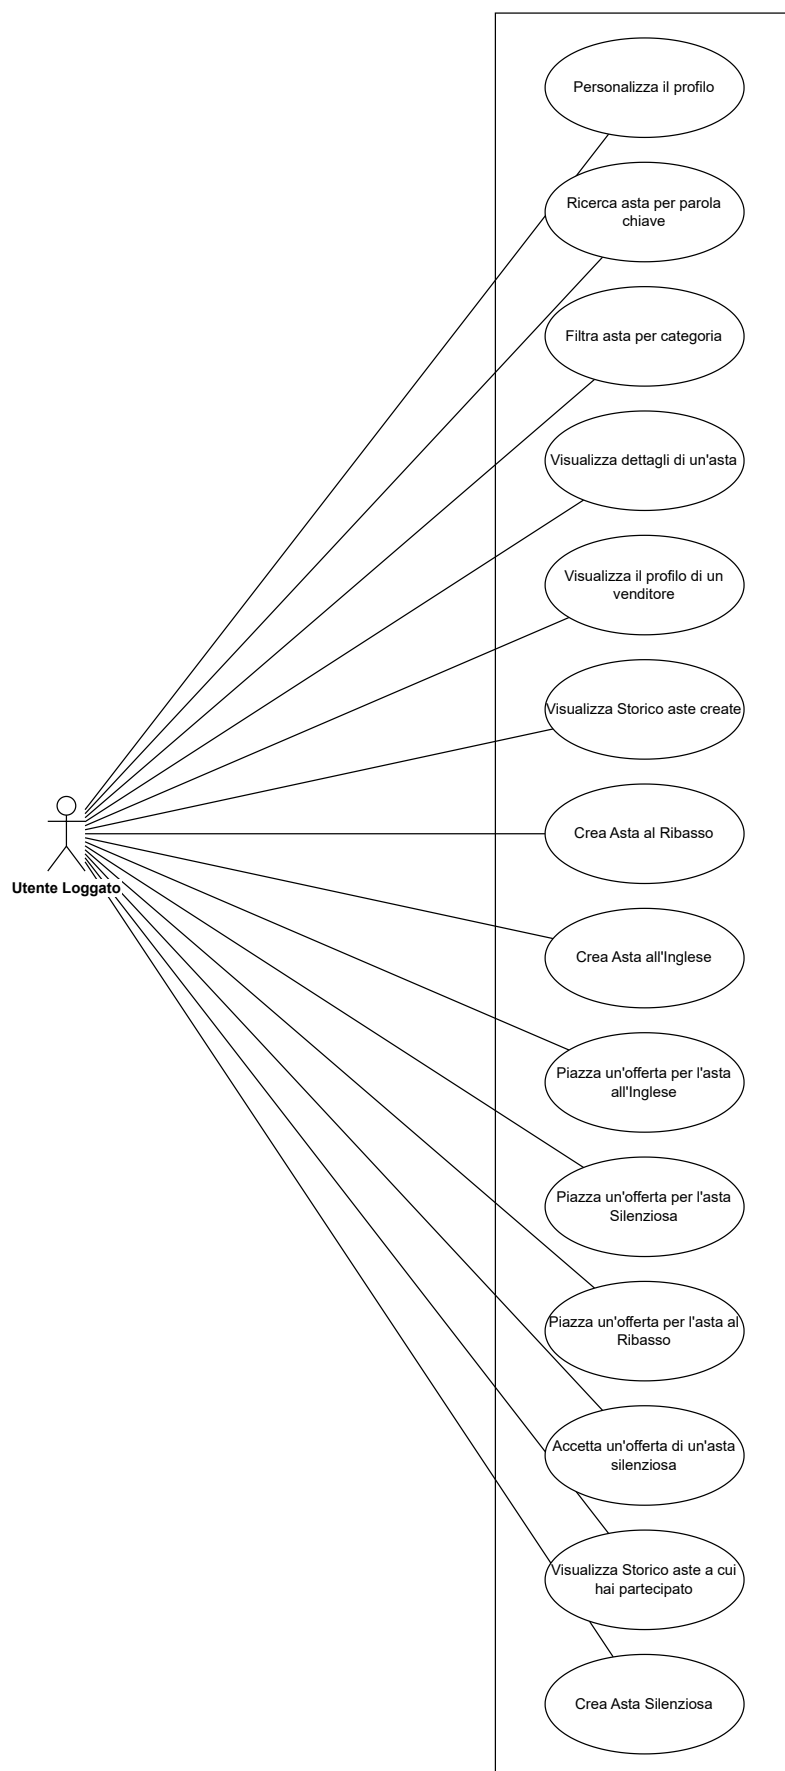 Personalizza il profilo
Ricerca asta per parola
chiave
Filtra asta per categoria
Visualizza dettagli di un'asta
Visualizza il profilo di un
venditore
Visualizza Storico aste create
Crea Asta al Ribasso
Utente Loggato
Crea Asta all'Inglese
Piazza un'offerta per l'asta
all'Inglese
Piazza un'offerta per l'asta
Silenziosa
Piazza un'offerta per l'asta al
Ribasso
Accetta un'offerta di un'asta
silenziosa
Visualizza Storico aste a cui
hai partecipato
Crea Asta Silenziosa